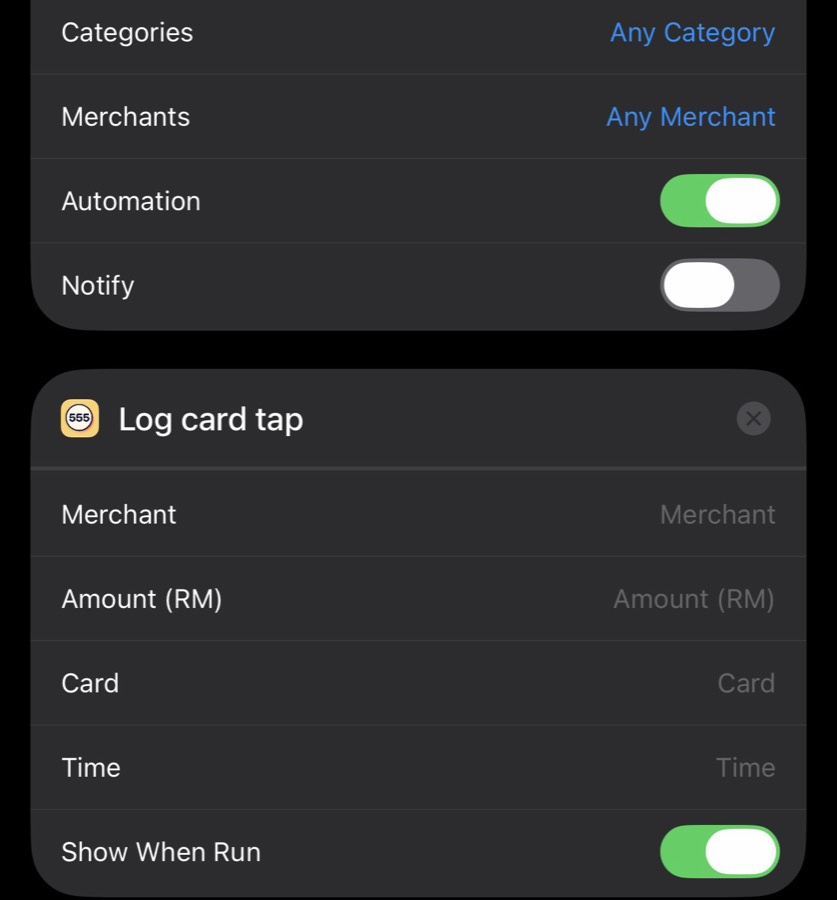 Categories Any Category
Merchants Any Merchant
Automation
Notify
555 Log card tap
Merchant Merchant
Amount (RM) Amount (RM)
Card Card
Time Time
Show When Run